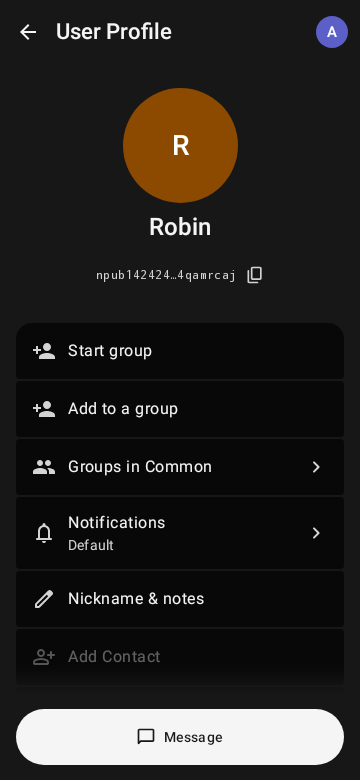 User Profile
A
R
Robin
npub142424…4qamrcaj
Start group
Add to a group
Groups in Common
Notifications
Default
Nickname & notes
Add Contact
Message